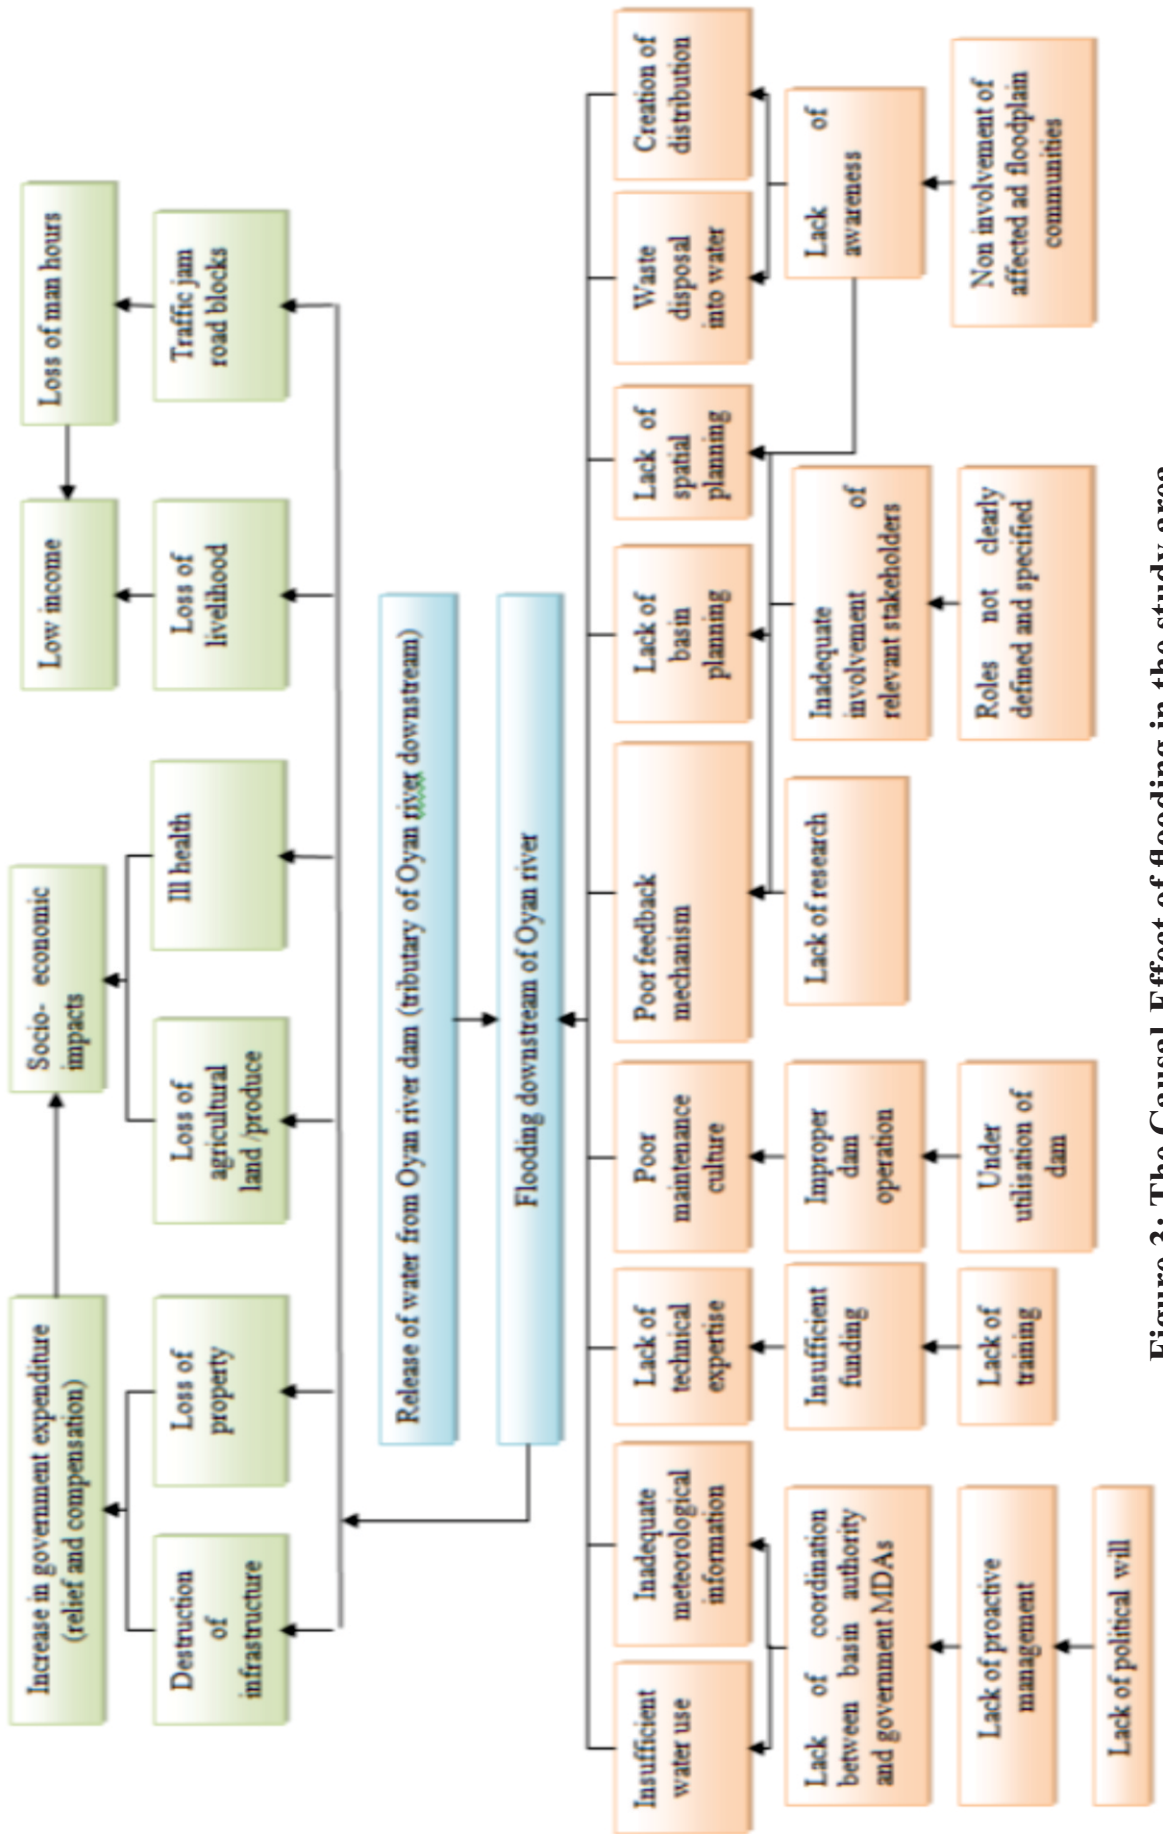 Increase in government expenditure
(relief and compensation)
Socio- economic
impacts
Low income
Loss of man hours
Destruction
of
infrastructure
Loss of
property
Loss of
agricultural
land /produce
Ill health
Loss of
livelihood
Traffic jam
road blocks
Release of water from Oyan river dam (tributary of Oyan river downstream)
Flooding downstream of Oyan river
Insufficient
water use
Inadequate
meteorological
information
Lack of
technical
expertise
Poor
maintenance
culture
Poor feedback
mechanism
Lack of
basin
planning
Lack of
spatial
planning
Waste
disposal
into water
Creation of
distribution
Lack of coordination
between basin authority
and government MDAs
Insufficient
funding
Improper
dam
operation
Lack of research
Inadequate
involvement of
relevant stakeholders
Lack of
awareness
Lack of proactive
management
Lack of
training
Under
utilisation of
dam
Roles not clearly
defined and specified
Non involvement of
affected ad floodplain
communities
Lack of political will
Figure 3: The Causal Effect of flooding in the study area